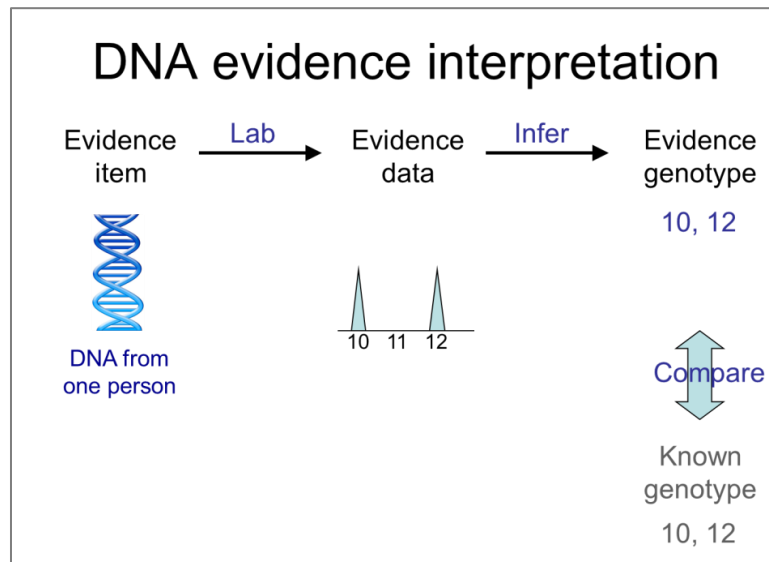 DNA evidence interpretation
Evidence
item
Lab
Evidence
data
Infer
Evidence
genotype
10, 12
DNA from
one person
10 11 12
Compare
Known
genotype
10, 12